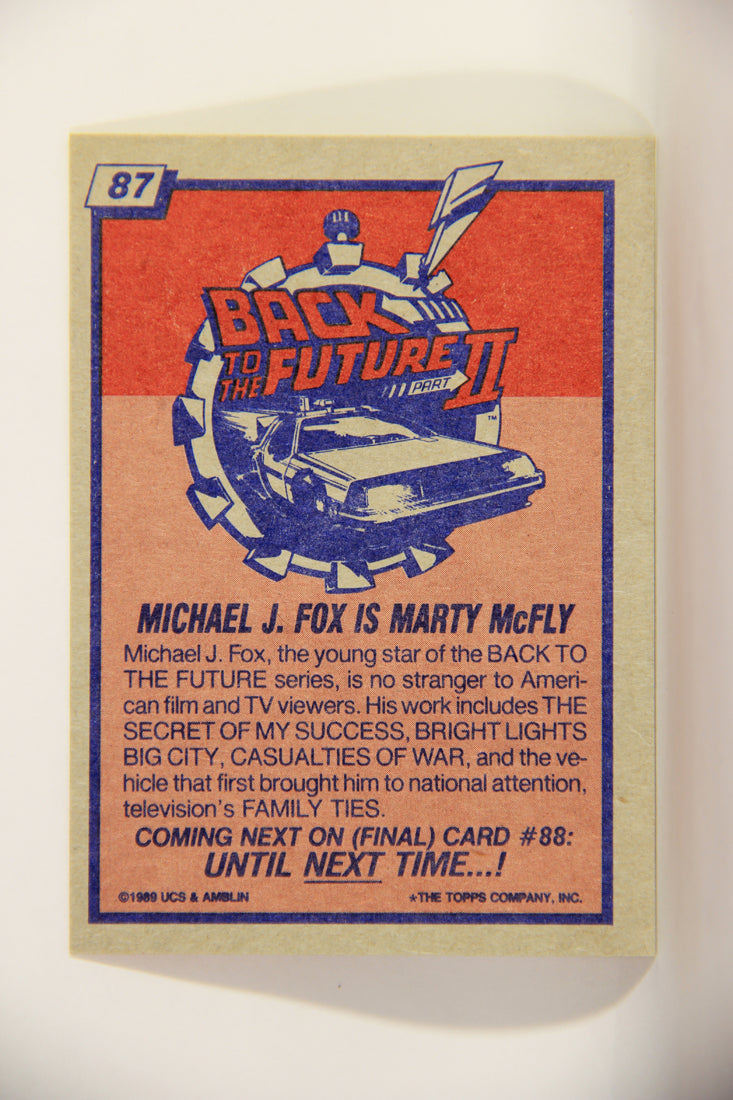 87
BACK
TO
THE FUTURE
PART II
™
MICHAEL J. FOX IS MARTY McFLY
Michael J. Fox, the young star of the BACK TO
THE FUTURE series, is no stranger to Ameri-
can film and TV viewers. His work includes THE
SECRET OF MY SUCCESS, BRIGHT LIGHTS
BIG CITY, CASUALTIES OF WAR, and the ve-
hicle that first brought him to national attention,
television's FAMILY TIES.
COMING NEXT ON (FINAL) CARD #88:
UNTIL NEXT TIME...!
©1989 UCS & AMBLIN
*THE TOPPS COMPANY, INC.